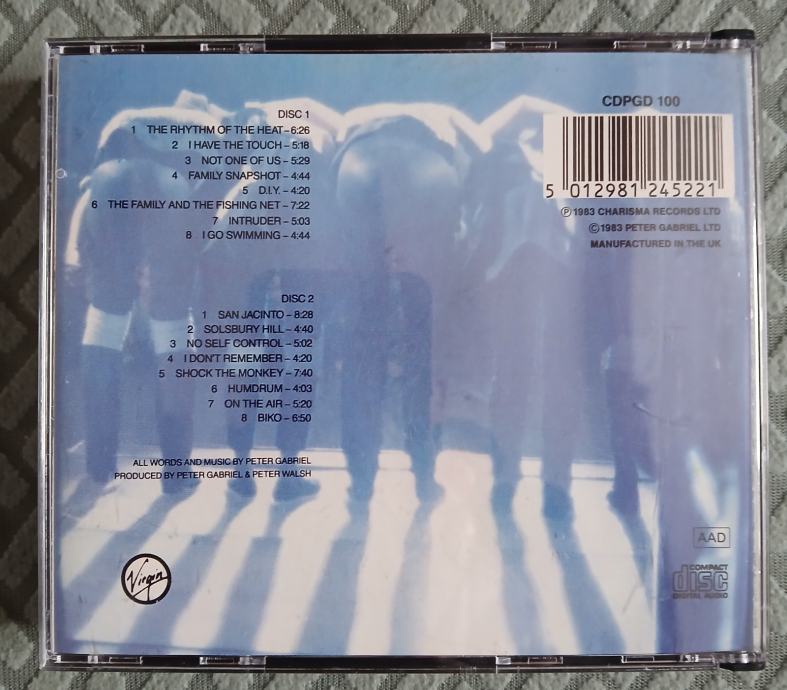 DISC 1
1 THE RHYTHM OF THE HEAT – 6:26
2 I HAVE THE TOUCH – 5:18
3 NOT ONE OF US – 5:29
4 FAMILY SNAPSHOT – 4:44
5 D.I.Y. – 4:20
6 THE FAMILY AND THE FISHING NET – 7:22
7 INTRUDER – 5:03
8 I GO SWIMMING – 4:44
DISC 2
1 SAN JACINTO – 8:28
2 SOLSBURY HILL – 4:40
3 NO SELF CONTROL – 5:02
4 I DON'T REMEMBER – 4:20
5 SHOCK THE MONKEY – 7:40
6 HUMDRUM – 4:03
7 ON THE AIR – 5:20
8 BIKO – 6:50
ALL WORDS AND MUSIC BY PETER GABRIEL
PRODUCED BY PETER GABRIEL & PETER WALSH
Virgin
CDPGD 100
5 012981 245221
Ⓟ 1983 CHARISMA RECORDS LTD
© 1983 PETER GABRIEL LTD
MANUFACTURED IN THE UK
AAD
COMPACT
disc
DIGITAL AUDIO